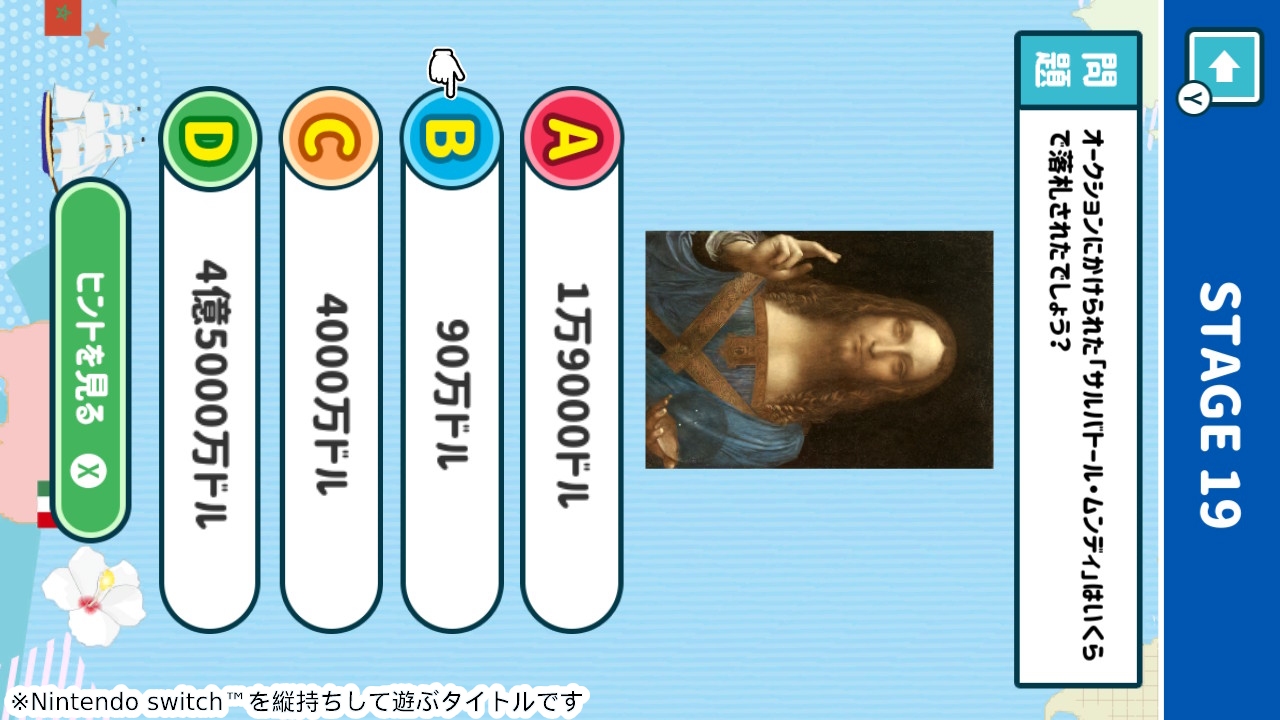 STAGE 19
Y
問題
オークションにかけられた「サルバトール・ムンディ」はいくら
で落札されたでしょう?
A
1万9000ドル
B
90万ドル
C
4000万ドル
D
4億5000万ドル
ヒントを見る X
※Nintendo switch™を縦持ちして遊ぶタイトルです